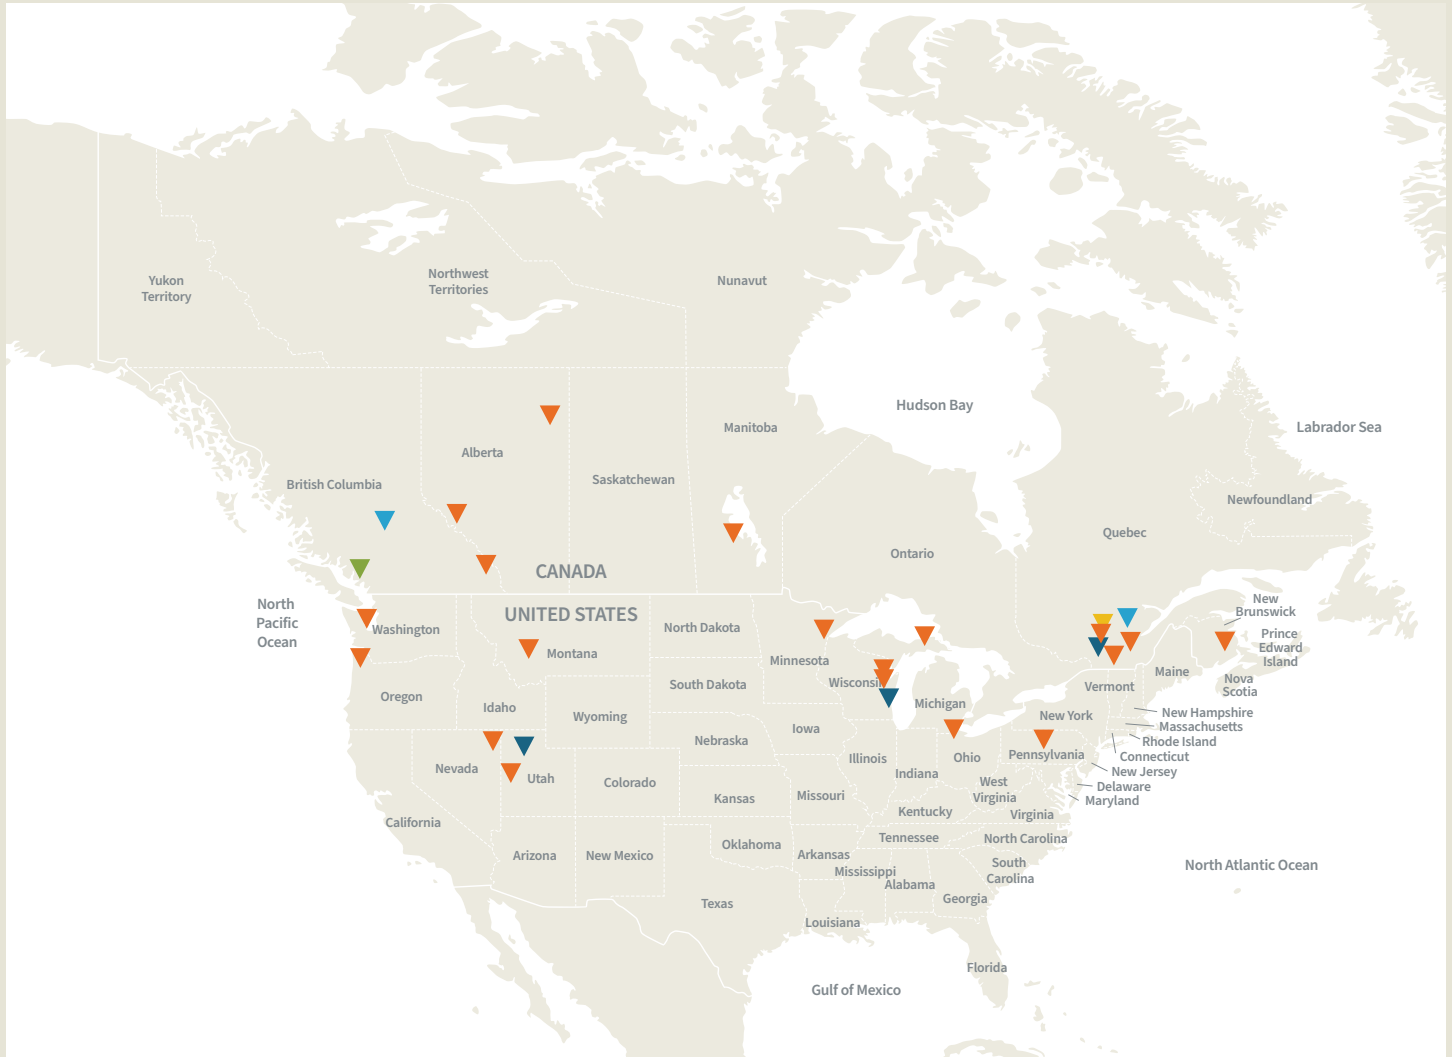 Yukon
Territory
Northwest
Territories
Nunavut
Hudson Bay
Labrador Sea
Manitoba
Alberta
Saskatchewan
British Columbia
Newfoundland
Quebec
Ontario
CANADA
North
Pacific
Ocean
UNITED STATES
New
Brunswick
Prince
Edward
Island
Washington
North Dakota
Montana
Minnesota
Maine
Nova
Scotia
Wisconsi
South Dakota
Vermont
Oregon
Idaho
Michigan
Wyoming
New York
New Hampshire
Massachusetts
Iowa
Nebraska
Rhode Island
Connecticut
Pennsylvania
Illinois
Ohio
Nevada
Indiana
New Jersey
Utah
Colorado
West
Virginia
Delaware
Missouri
Kansas
Maryland
Kentucky
Virginia
California
Tennessee
North Carolina
Oklahoma
Arizona
New Mexico
Arkansas
South
Carolina
North Atlantic Ocean
Mississippi
Alabama
Georgia
Texas
Louisiana
Florida
Gulf of Mexico